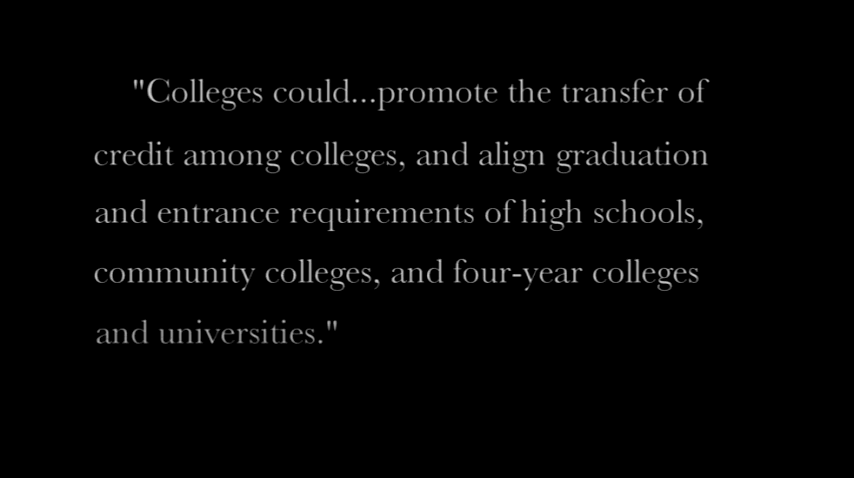 "Colleges could...promote the transfer of
credit among colleges, and align graduation
and entrance requirements of high schools,
community colleges, and four-year colleges
and universities."